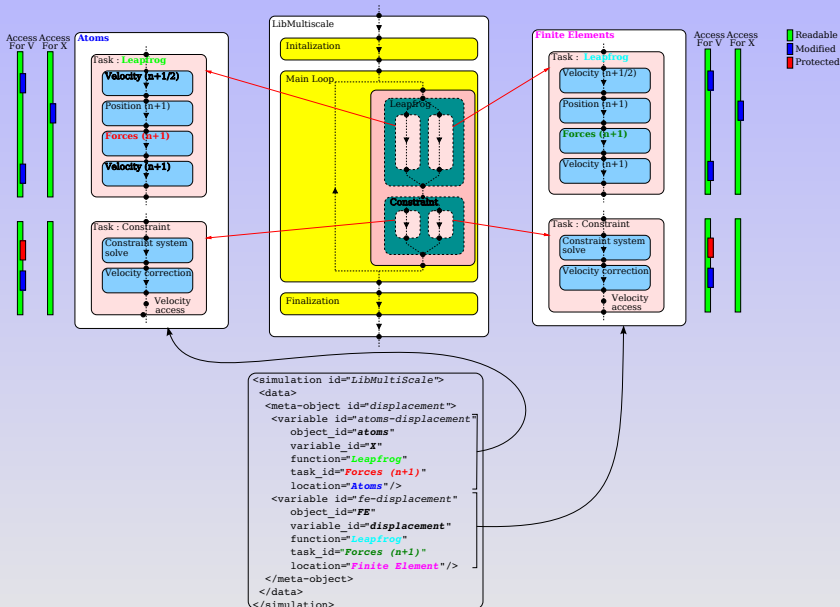 Access
For V
Access
For X
Atoms
Task : Leapfrog
Velocity (n+1/2)
Position (n+1)
Forces (n+1)
Velocity (n+1)
Task : Constraint
Constraint system
solve
Velocity correction
Velocity
access
LibMultiscale
Initalization
Main Loop
Leapfrog
Constraint
Finalization
Finite Elements
Task : Leapfrog
Velocity (n+1/2)
Position (n+1)
Forces (n+1)
Velocity (n+1)
Task : Constraint
Constraint system
solve
Velocity correction
Velocity
access
Access
For V
Access
For X
Readable
Modified
Protected
<simulation id="LibMultiScale">
<data>
<meta-object id="displacement">
<variable id="atoms-displacement"
object_id="atoms"
variable_id="X"
function="Leapfrog"
task_id="Forces (n+1)"
location="Atoms"/>
<variable id="fe-displacement"
object_id="FE"
variable_id="displacement"
function="Leapfrog"
task_id="Forces (n+1)"
location="Finite Element"/>
</meta-object>
</data>
</simulation>